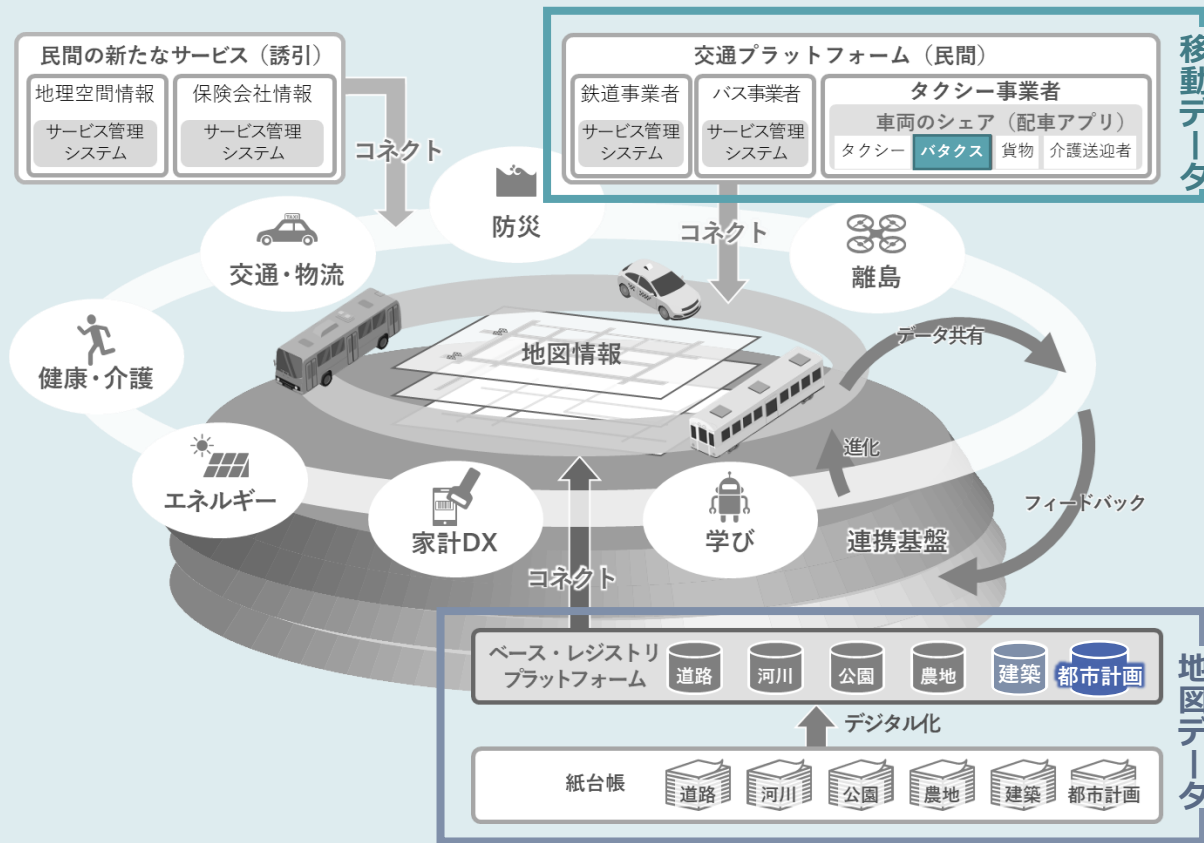 民間の新たなサービス（誘引）
地理空間情報
サービス管理
システム
保険会社情報
サービス管理
システム
コネクト
交通プラットフォーム（民間）
鉄道事業者
サービス管理
システム
バス事業者
サービス管理
システム
タクシー事業者
車両のシェア（配車アプリ）
タクシー
バタクス
貨物
介護送迎者
移動データ
コネクト
防災
TAXI
交通・物流
離島
健康・介護
地図情報
データ共有
進化
フィードバック
エネルギー
家計DX
学び
連携基盤
コネクト
ベース・レジストリ
プラットフォーム
道路
河川
公園
農地
建築
都市計画
デジタル化
紙台帳
道路
河川
公園
農地
建築
都市計画
地図データ